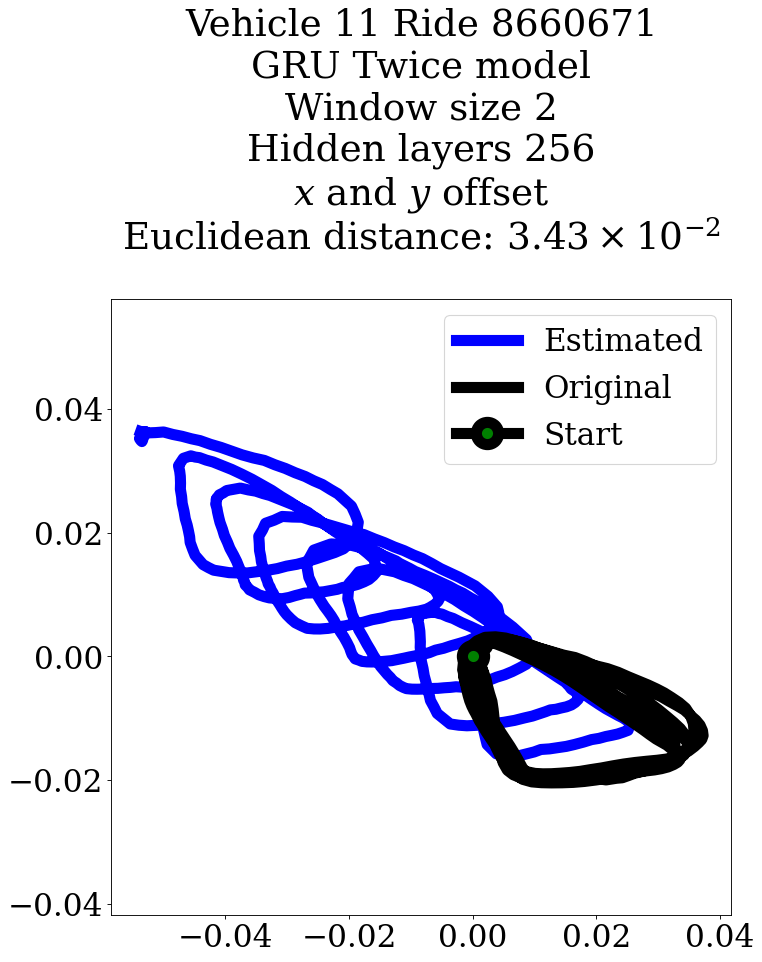 Vehicle 11 Ride 8660671
GRU Twice model
Window size 2
Hidden layers 256
x and y offset
Euclidean distance: 3.43 × 10⁻²
Estimated
Original
Start
0.04
0.02
0.00
−0.02
−0.04
−0.04 −0.02 0.00 0.02 0.04